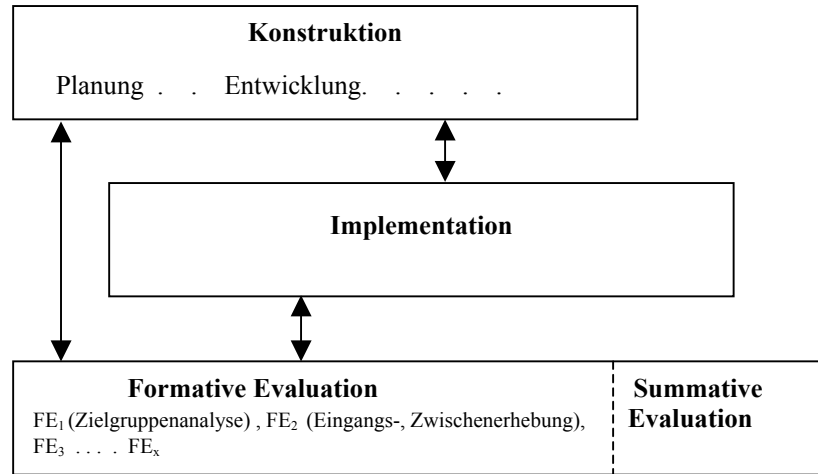 Konstruktion
Planung . . Entwicklung. . . . .
Implementation
Formative Evaluation
FE₁ (Zielgruppenanalyse) , FE₂ (Eingangs-, Zwischenerhebung),
FE₃ . . . . FEₓ
Summative
Evaluation